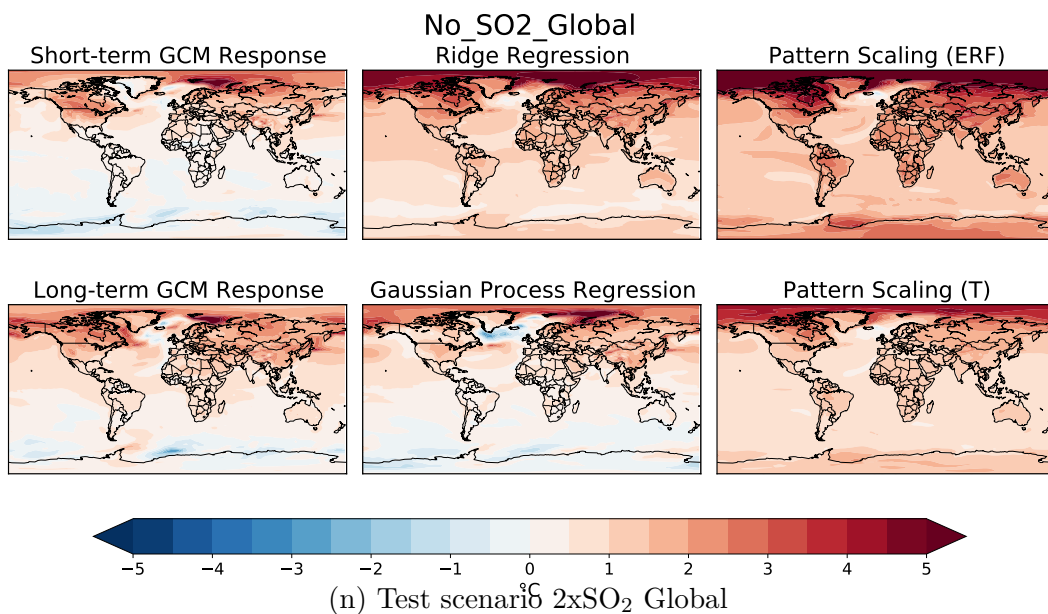 No_SO2_Global
Short-term GCM Response
Ridge Regression
Pattern Scaling (ERF)
Long-term GCM Response
Gaussian Process Regression
Pattern Scaling (T)
−5 −4 −3 −2 −1 0 1 2 3 4 5
°C
(n) Test scenario 2xSO₂ Global